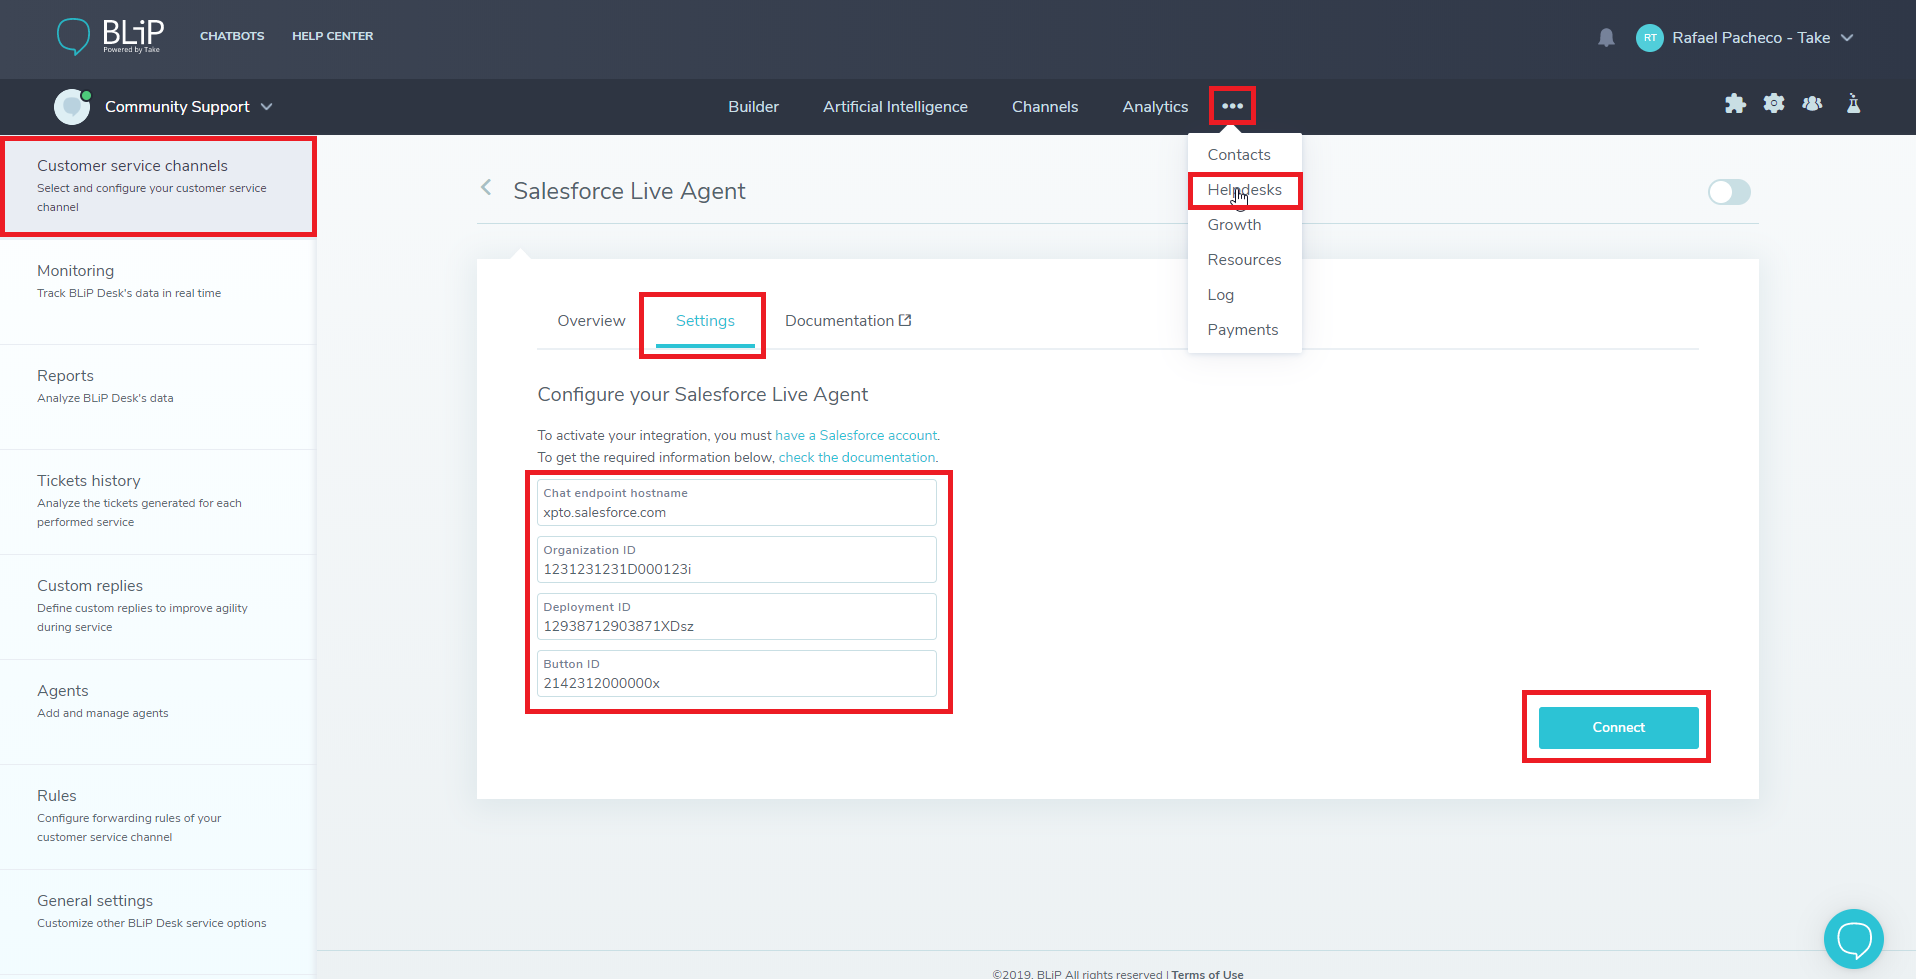 BLiP
Powered by Take
CHATBOTS
HELP CENTER
RT
Rafael Pacheco - Take
Community Support
Builder
Artificial Intelligence
Channels
Analytics
Contacts
Helpdesks
Growth
Resources
Log
Payments
Customer service channels
Select and configure your customer service
channel
Monitoring
Track BLiP Desk's data in real time
Reports
Analyze BLiP Desk's data
Tickets history
Analyze the tickets generated for each
performed service
Custom replies
Define custom replies to improve agility
during service
Agents
Add and manage agents
Rules
Configure forwarding rules of your
customer service channel
General settings
Customize other BLiP Desk service options
Salesforce Live Agent
Overview
Settings
Documentation
Configure your Salesforce Live Agent
To activate your integration, you must have a Salesforce account.
To get the required information below, check the documentation.
Chat endpoint hostname
xpto.salesforce.com
Organization ID
1231231231D000123i
Deployment ID
12938712903871XDsz
Button ID
2142312000000x
Connect
©2019. BLiP All rights reserved | Terms of Use